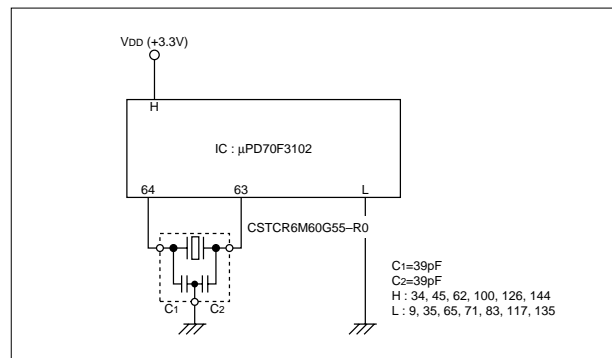 VDD (+3.3V)
H
IC : µPD70F3102
64 63 L
CSTCR6M60G55–R0
C1 C2
C1=39pF
C2=39pF
H : 34, 45, 62, 100, 126, 144
L : 9, 35, 65, 71, 83, 117, 135